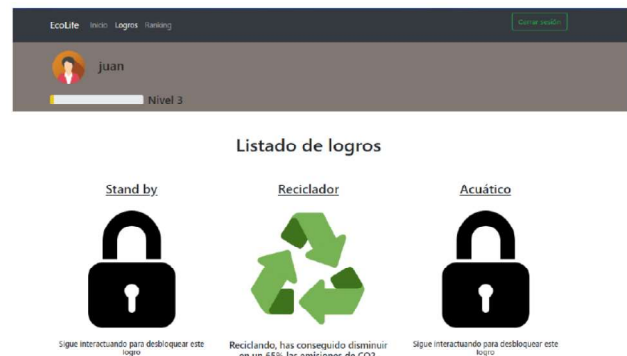 EcoLife Inicio Logros Ranking Cerrar sesión
juan
Nivel 3
Listado de logros
Stand by
Reciclador
Acuático
Sigue interactuando para desbloquear este
logro
Reciclando, has conseguido disminuir
en un 65% las emisiones de CO2
Sigue interactuando para desbloquear este
logro